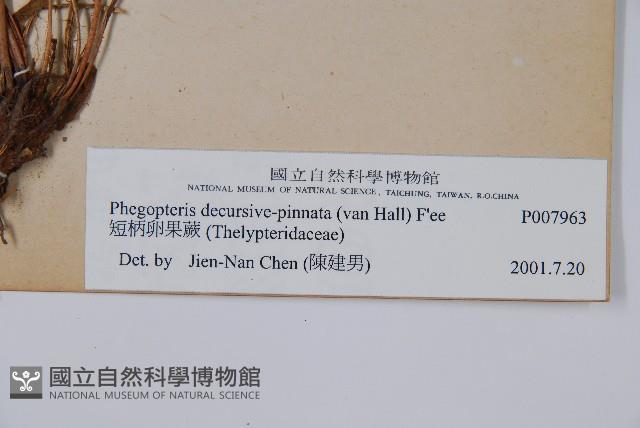 國立自然科學博物館
NATIONAL MUSEUM OF NATURAL SCIENCE, TAICHUNG, TAIWAN, R.O.CHINA
Phegopteris decursive-pinnata (van Hall) F'ee P007963
短柄卵果蕨 (Thelypteridaceae)
Dct. by Jien-Nan Chen (陳建男) 2001.7.20
國立自然科學博物館
NATIONAL MUSEUM OF NATURAL SCIENCE